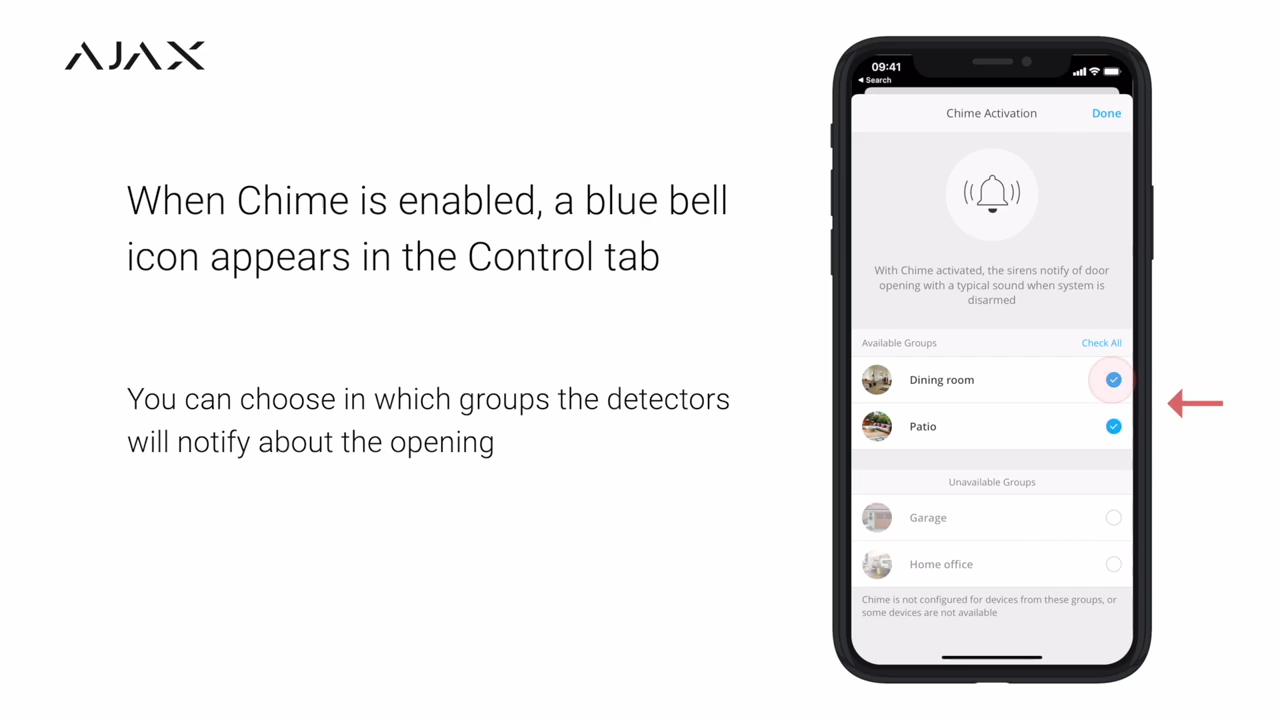 AJAX
When Chime is enabled, a blue bell
icon appears in the Control tab
You can choose in which groups the detectors
will notify about the opening
09:41
Search
Chime Activation
Done
With Chime activated, the sirens notify of door
opening with a typical sound when system is
disarmed
Available Groups
Check All
Dining room
Patio
Unavailable Groups
Garage
Home office
Chime is not configured for devices from these groups, or
some devices are not available